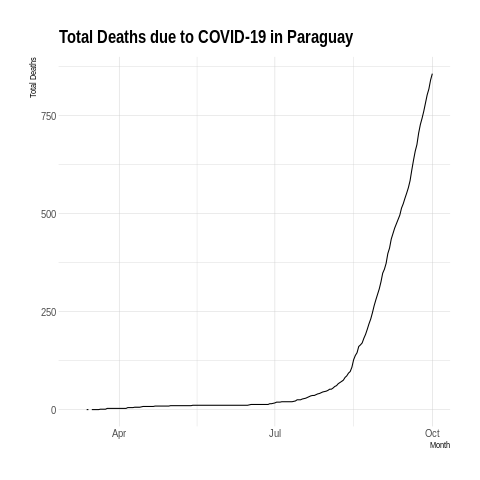 Total Deaths due to COVID-19 in Paraguay
Total Deaths
750
500
250
0
Apr Jul Oct
Month